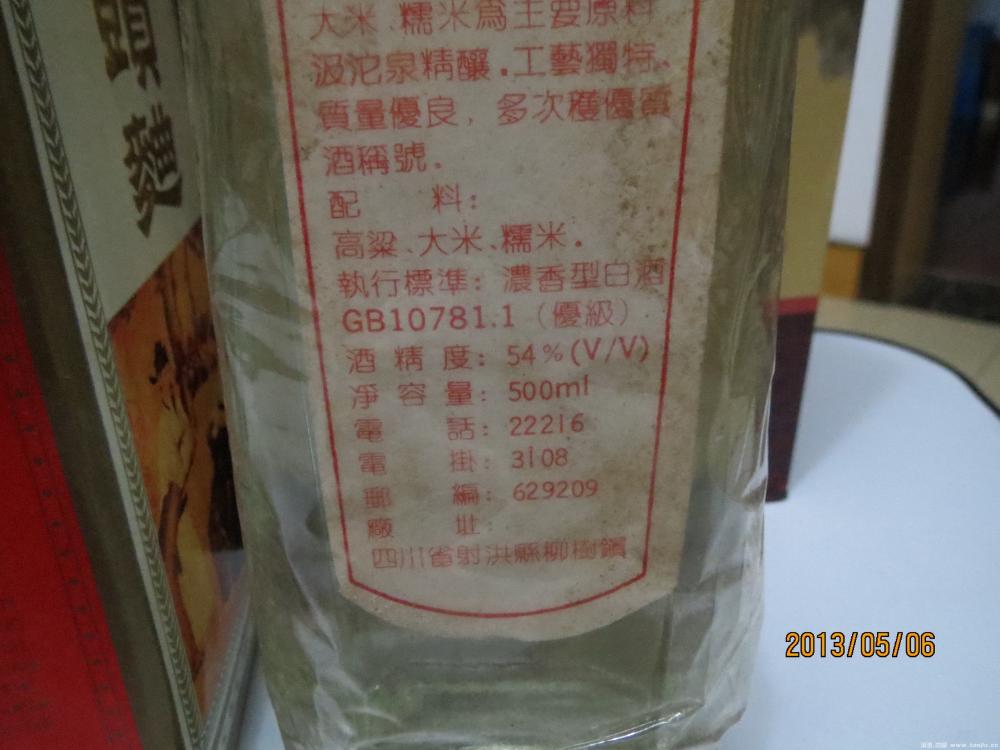 頭
麯
大米、糯米為主要原料
汲沱泉精釀.工藝獨特、
質量優良，多次穫優質
酒稱號.
配 料:
高粱、大米、糯米.
執行標準: 濃香型白酒
GB10781.1（優級）
酒精度: 54%(V/V)
淨容量: 500ml
電 話: 22216
電 掛: 3108
郵 編: 629209
廠 址:
四川省射洪縣柳樹鎮
2013/05/06